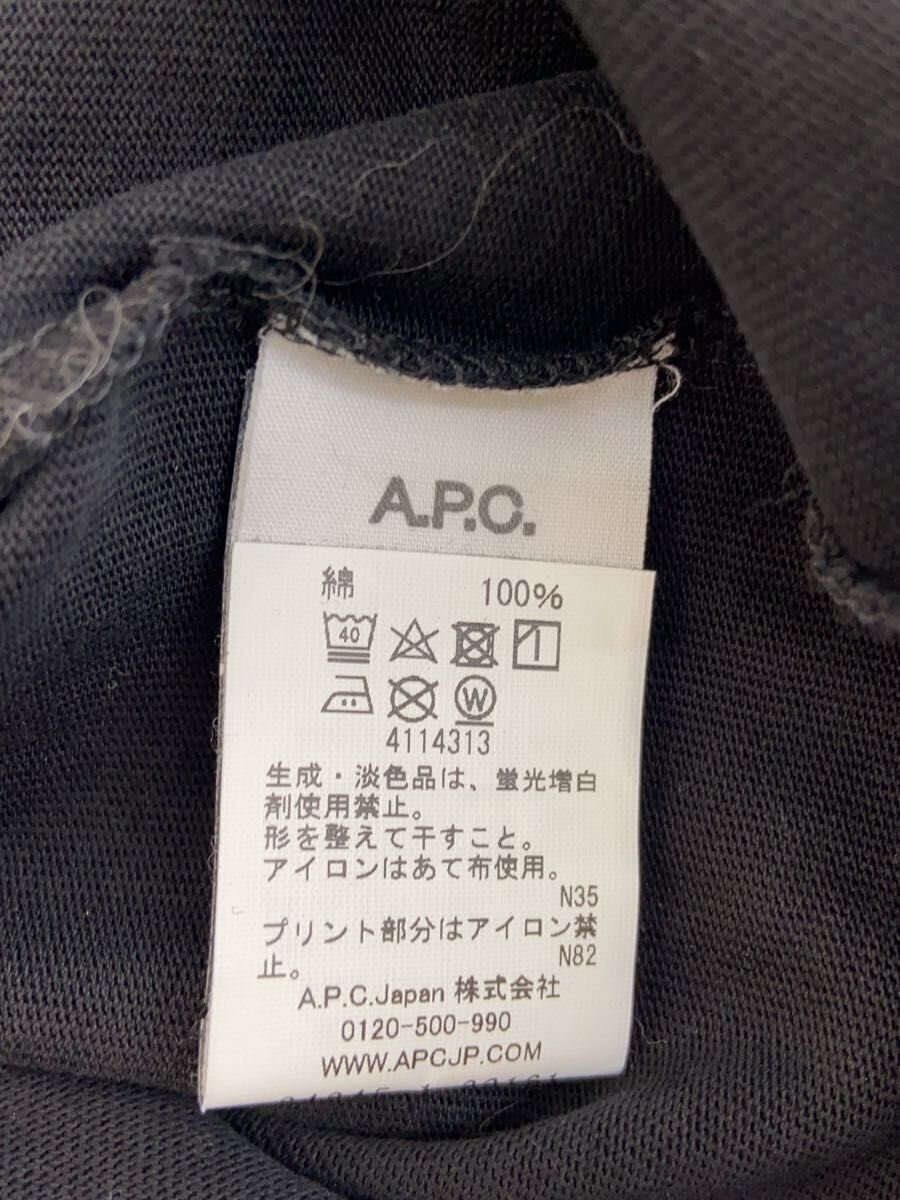 A.P.C.
綿 100%
40
W
4114313
生成・淡色品は、蛍光増白
剤使用禁止。
形を整えて干すこと。
アイロンはあて布使用。
N35
プリント部分はアイロン禁
止。 N82
A.P.C.Japan 株式会社
0120-500-990
WWW.APCJP.COM